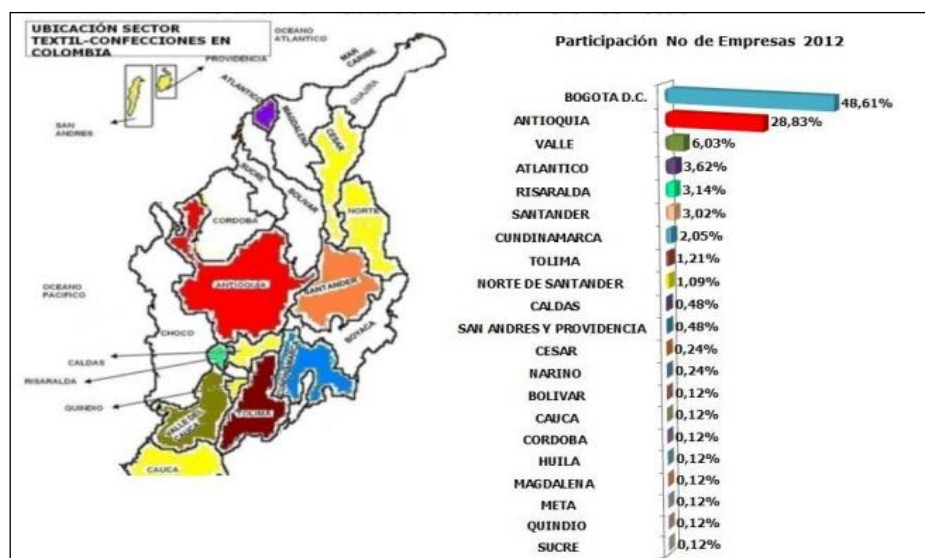 UBICACIÓN SECTOR
TEXTIL-CONFECCIONES EN
COLOMBIA
OCEANO
ATLANTICO
MAR
CARIBE
PROVIDENCIA
ATLANTICO
GUAJIRA
MAGDALENA
CESAR
SAN
ANDRES
SUCRE
BOLIVAR
CORDOBA
NORTE
ANTIOQUIA
SANTANDER
OCEANO
PACIFICO
CHOCO
BOYACA
CALDAS
CUNDINAMARCA
RISARALDA
QUINDIO
VALLE DEL
CAUCA
TOLIMA
CAUCA
Participación No de Empresas 2012
BOGOTA D.C. 48,61%
ANTIOQUIA 28,83%
VALLE 6,03%
ATLANTICO 3,62%
RISARALDA 3,14%
SANTANDER 3,02%
CUNDINAMARCA 2,05%
TOLIMA 1,21%
NORTE DE SANTANDER 1,09%
CALDAS 0,48%
SAN ANDRES Y PROVIDENCIA 0,48%
CESAR 0,24%
NARINO 0,24%
BOLIVAR 0,12%
CAUCA 0,12%
CORDOBA 0,12%
HUILA 0,12%
MAGDALENA 0,12%
META 0,12%
QUINDIO 0,12%
SUCRE 0,12%